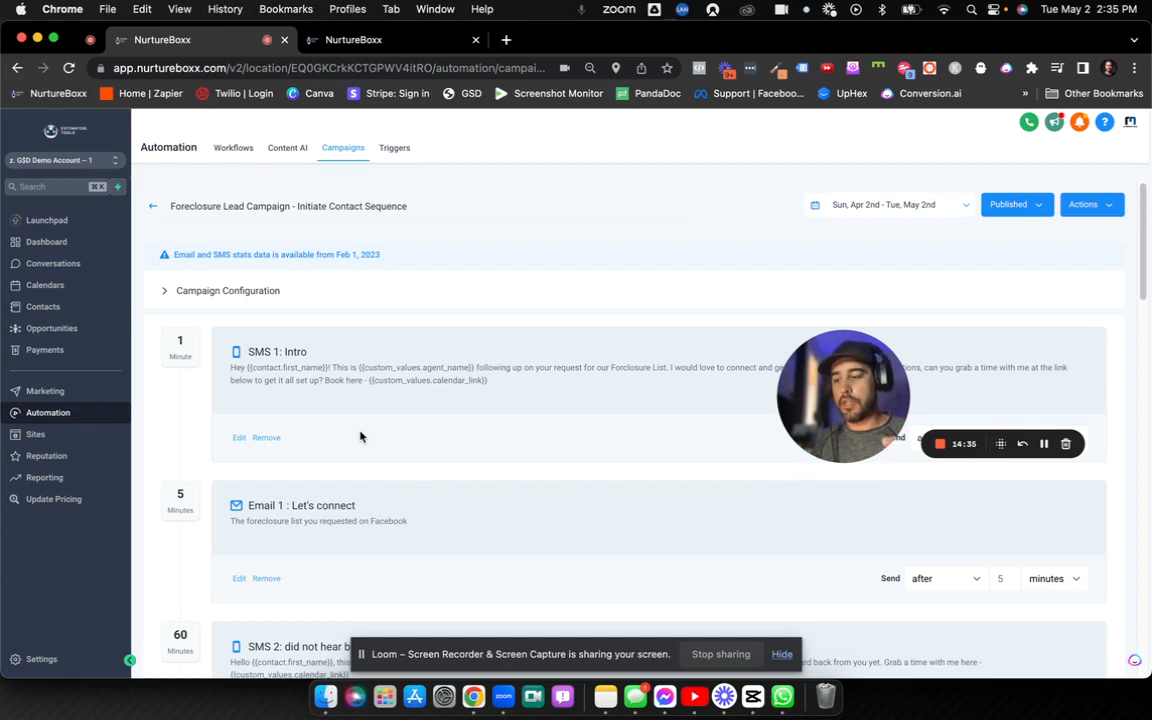 Chrome File Edit View History Bookmarks Profiles Tab Window Help zoom Tue May 2 2:35 PM
NurtureBoxx NurtureBoxx
app.nurtureboxx.com/v2/location/EQ0GKCrkKCTGPWV4itRO/automation/campai...
NurtureBoxx Home | Zapier Twilio | Login Canva Stripe: Sign in GSD Screenshot Monitor PandaDoc Support | Faceboo... UpHex Conversion.ai » Other Bookmarks
ESTIMATOR.
TOOLS
z. GSD Demo Account -- 1
Search ⌘ K
Launchpad
Dashboard
Conversations
Calendars
Contacts
Opportunities
Payments
Marketing
Automation
Sites
Reputation
Reporting
Update Pricing
Settings
Automation Workflows Content AI Campaigns Triggers
Foreclosure Lead Campaign - Initiate Contact Sequence
Sun, Apr 2nd - Tue, May 2nd Published Actions
Email and SMS stats data is available from Feb 1, 2023
Campaign Configuration
1
Minute
SMS 1: Intro
Hey {{contact.first_name}}! This is {{custom_values.agent_name}} following up on your request for our Forclosure List. I would love to connect and ge tions, can you grab a time with me at the link
below to get it all set up? Book here - {{custom_values.calendar_link}}
Edit Remove
14:35
5
Minutes
Email 1 : Let's connect
The foreclosure list you requested on Facebook
Edit Remove
Send after 5 minutes
60
Minutes
SMS 2: did not hear b
Hello {{contact.first_name}}, this ard back from you yet. Grab a time with me here -
{{custom_values.calendar_link}}
Loom – Screen Recorder & Screen Capture is sharing your screen. Stop sharing Hide